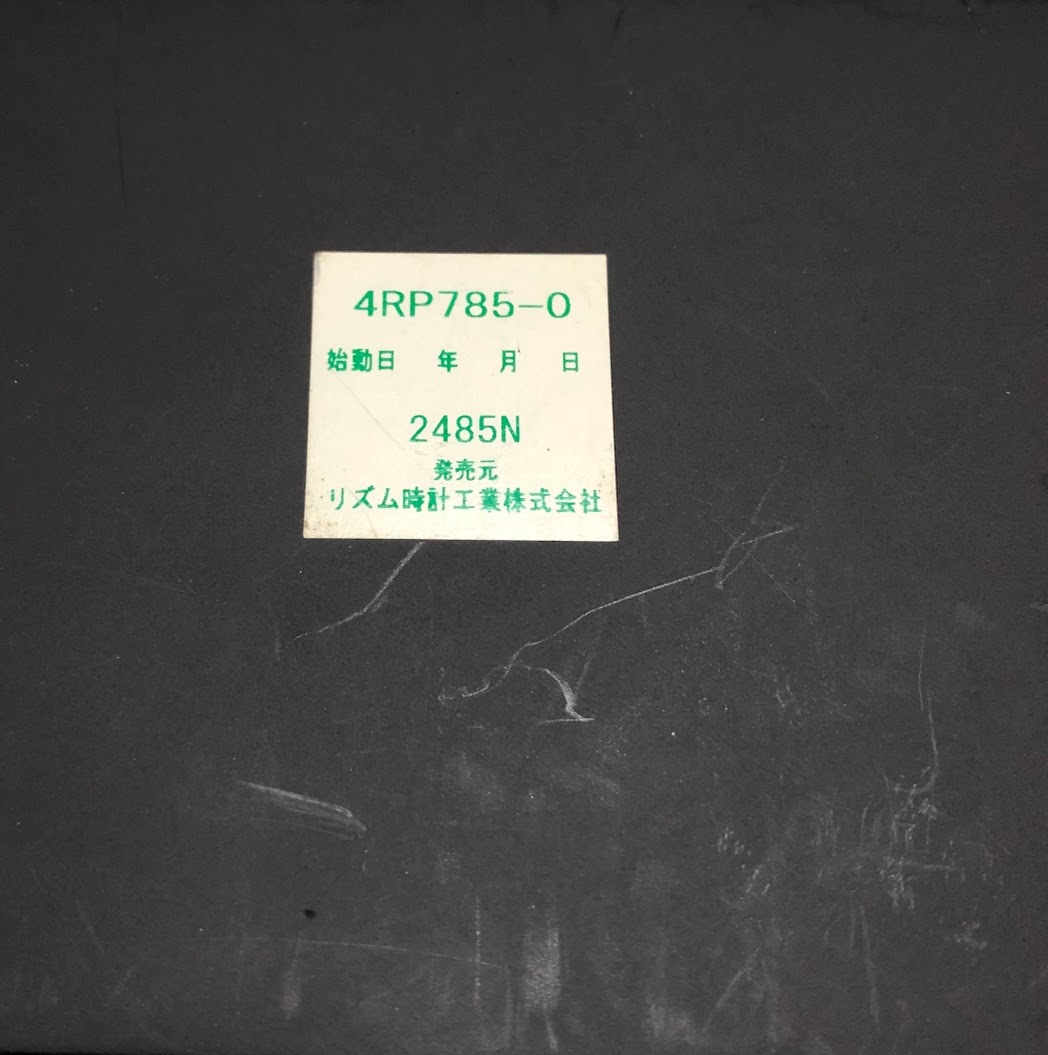 4RP785-0
始動日 年 月 日
2485N
発売元
リズム時計工業株式会社